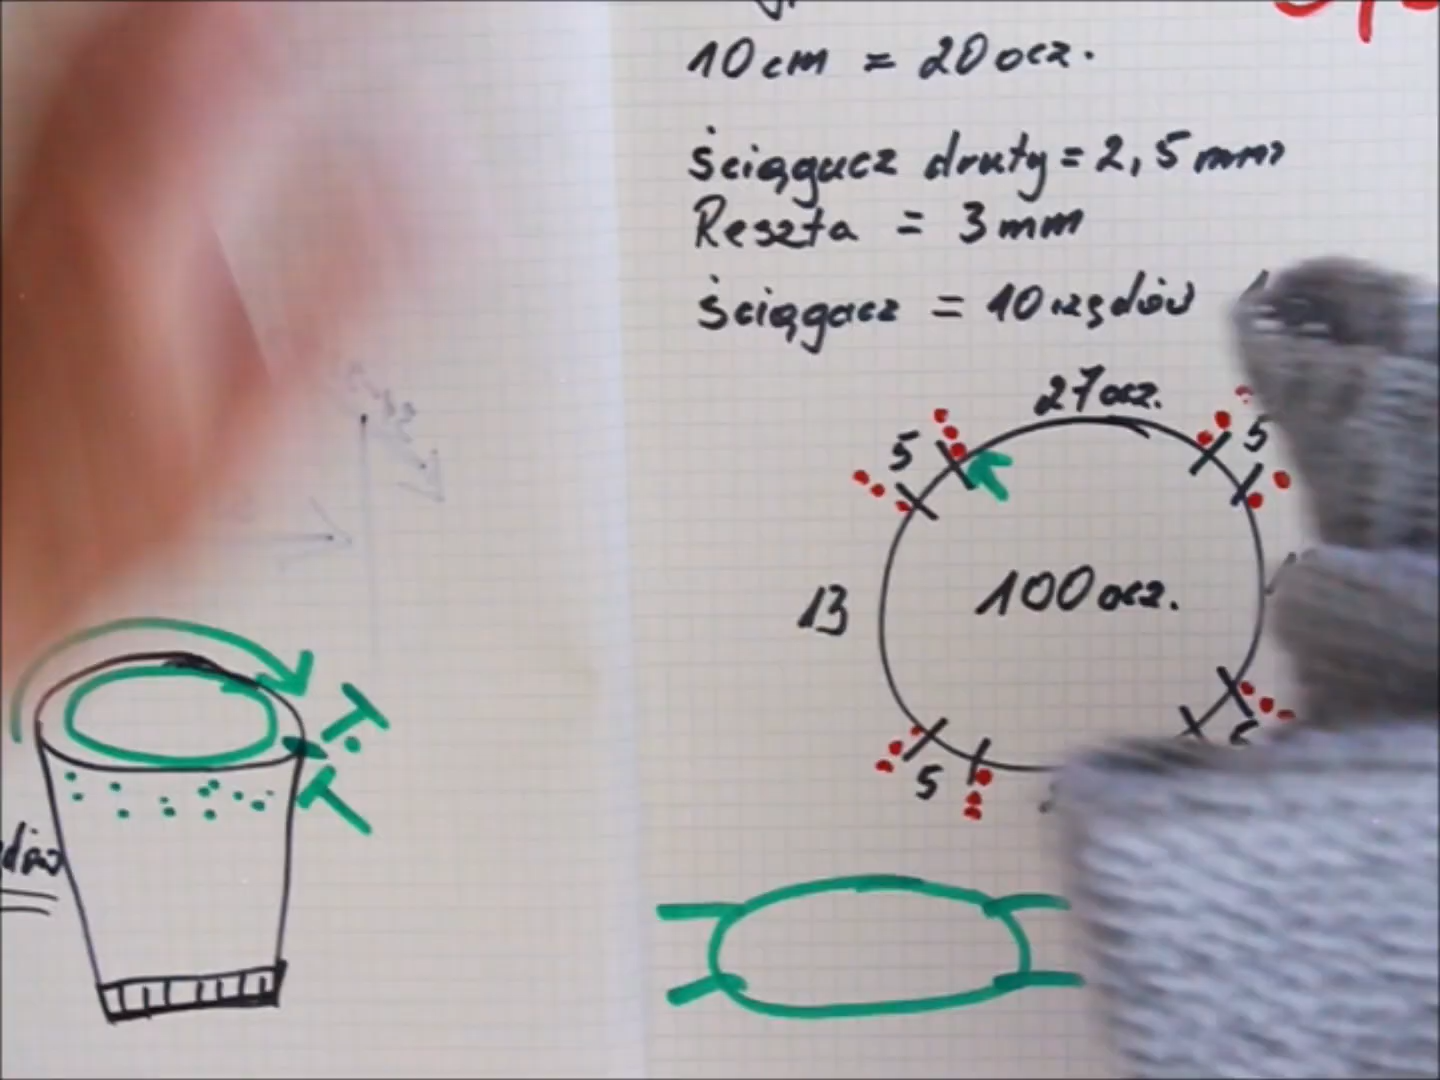 10 cm = 20 ocz.
ściągacz druty = 2,5 mm
Reszta = 3 mm
ściągacz = 10 rzędów
27 ocz.
5
5
100 ocz.
13
5
T.
T